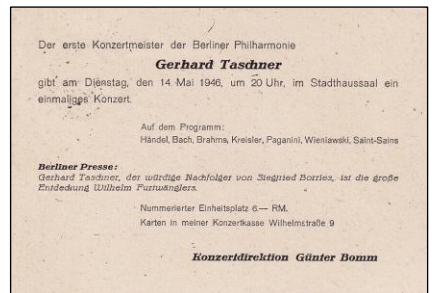 Der erste Konzertmeister der Berliner Philharmonie
Gerhard Taschner
gibt am Dienstag, den 14. Mai 1946, um 20 Uhr, im Stadthaussaal ein
einmaliges Konzert.
Auf dem Programm:
Händel, Bach, Brahms, Kreisler, Paganini, Wieniawski, Saint-Sains
Berliner Presse:
Gerhard Taschner, der würdige Nachfolger von Siegfried Borries, ist die große
Entdeckung Wilhelm Furtwänglers.
Nummerierter Einheitsplatz 6.— RM.
Karten in meiner Konzertkasse Wilhelmstraße 9
Konzertdirektion Günter Bomm